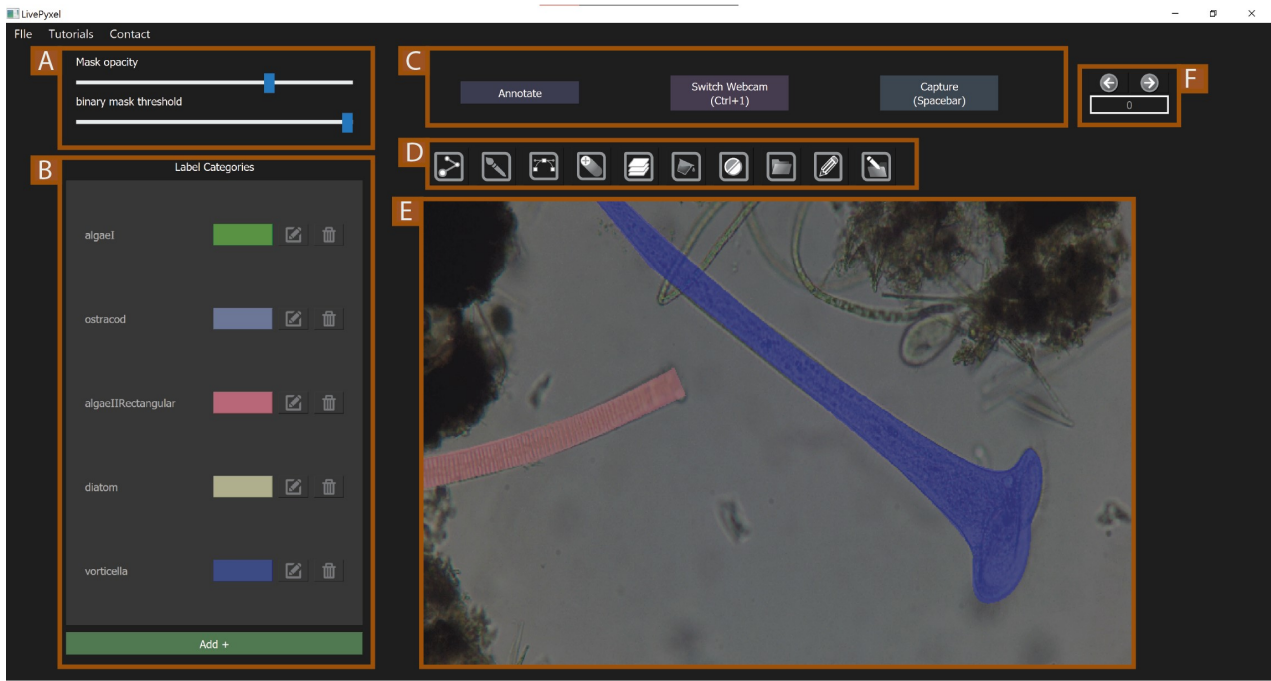 LivePyxel
FIle Tutorials Contact
A
Mask opacity
binary mask threshold
B
Label Categories
algaeI
ostracod
algaeIIRectangular
diatom
vorticella
Add +
C
Annotate
Switch Webcam
(Ctrl+1)
Capture
(Spacebar)
F
0
D
E